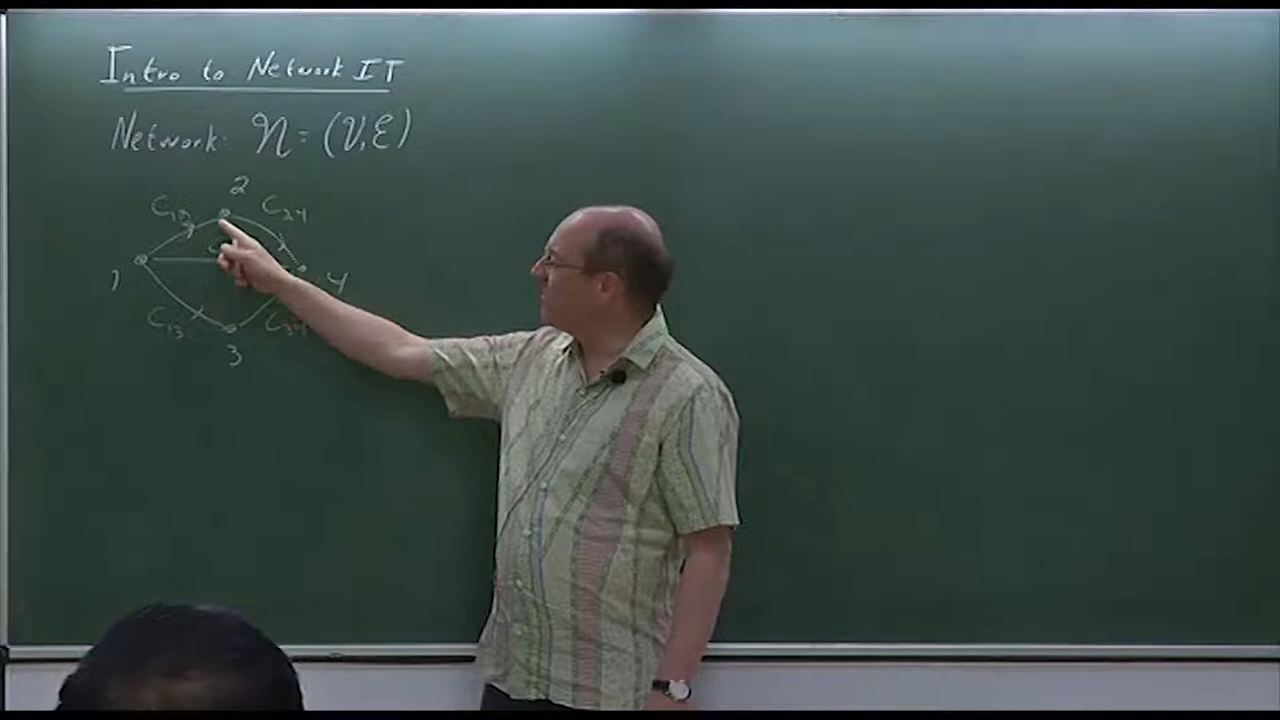 Intro to Network IT
Network: 𝒩 = (𝒱, ℰ)
2
C₁₂ C₂₄
1 4
C₁₃ C₃₄
3